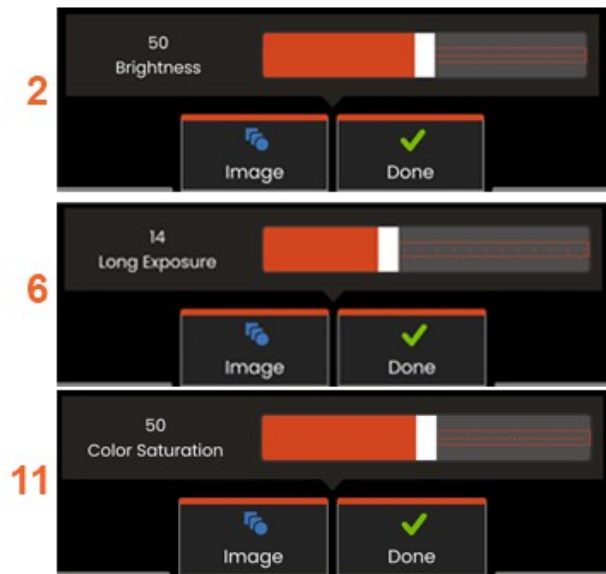 2
50
Brightness
Image
Done
6
14
Long Exposure
Image
Done
11
50
Color Saturation
Image
Done